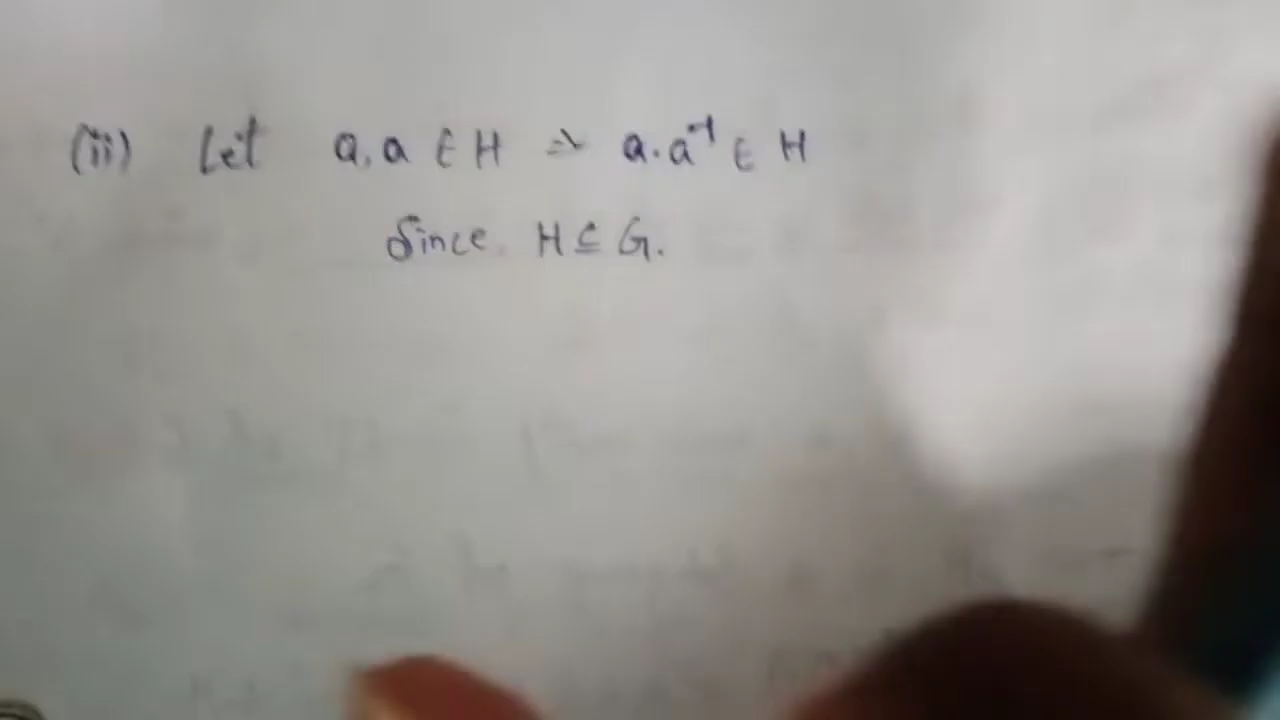 (ii) Let a, a ∈ H ⇒ a.a⁻¹ ∈ H
Since H ⊆ G.